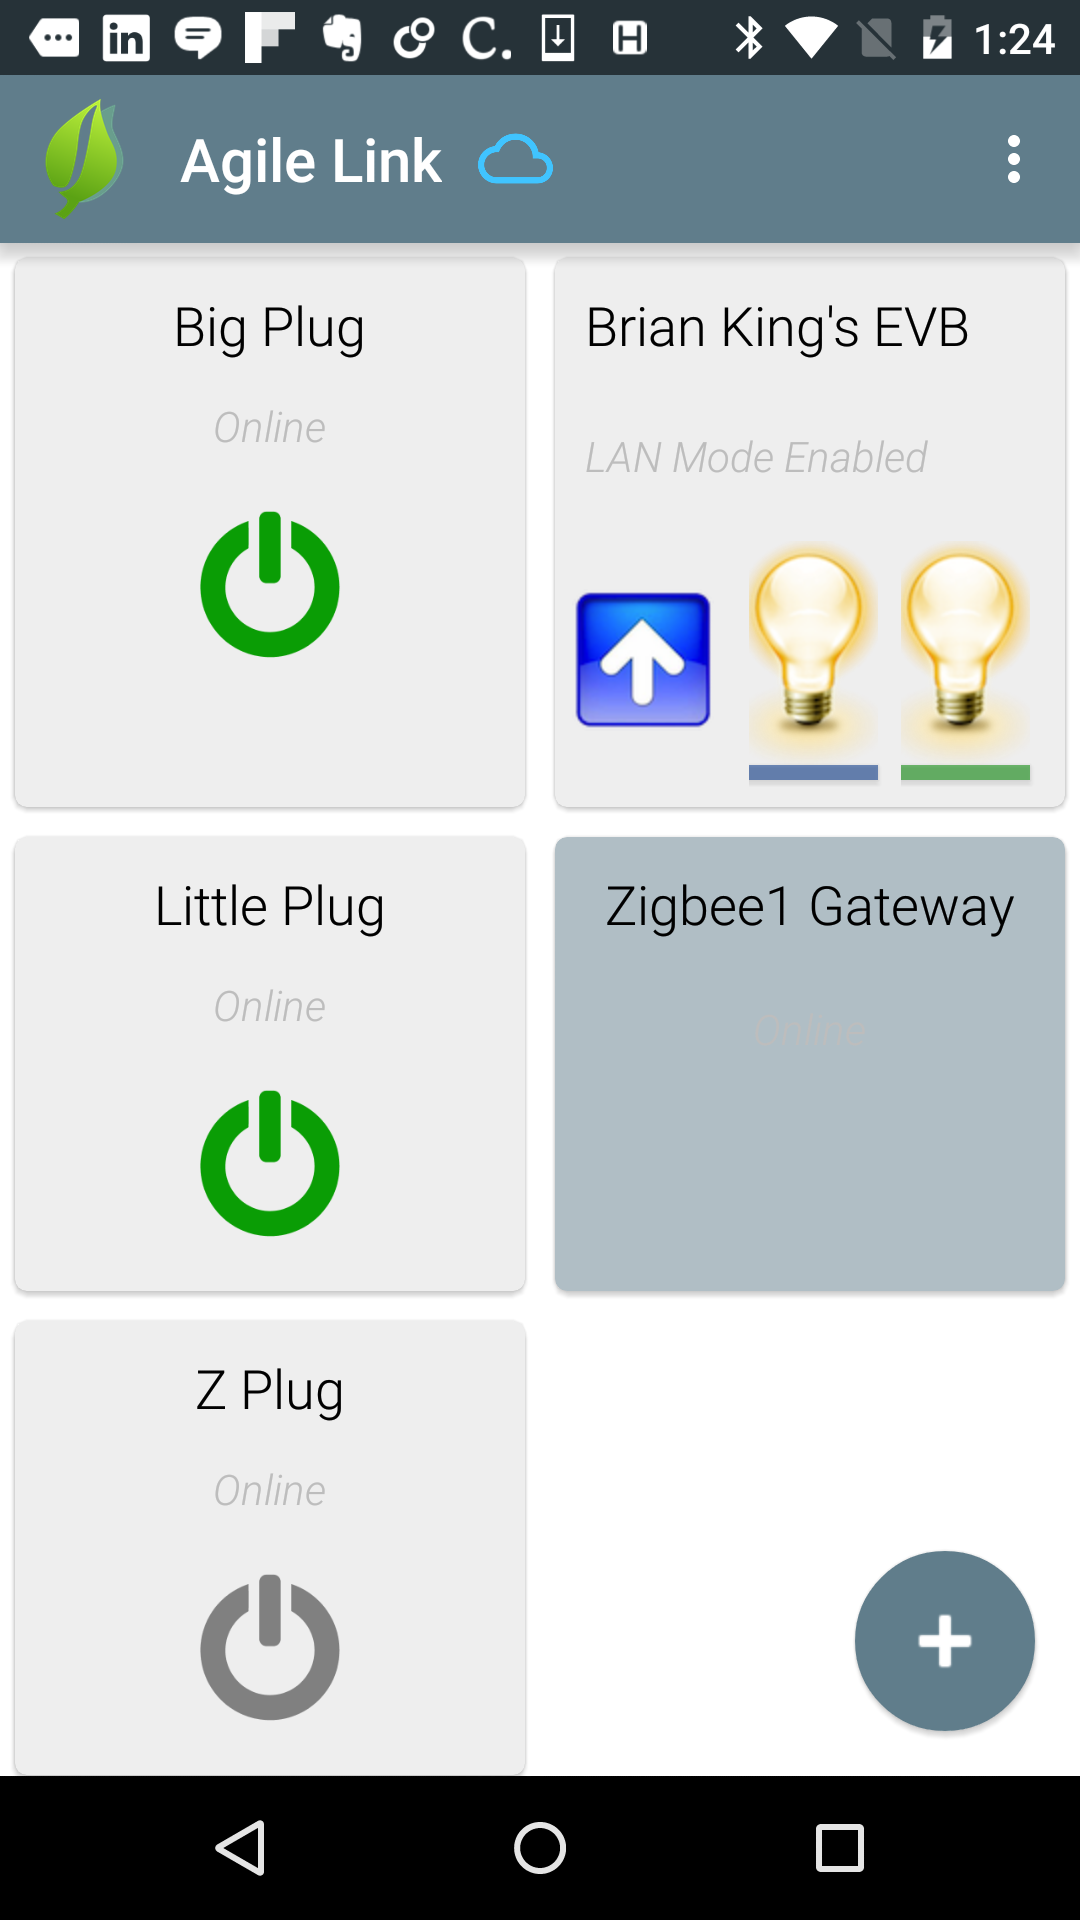 1:24
Agile Link
Big Plug
Online
Brian King's EVB
LAN Mode Enabled
Little Plug
Online
Zigbee1 Gateway
Online
Z Plug
Online